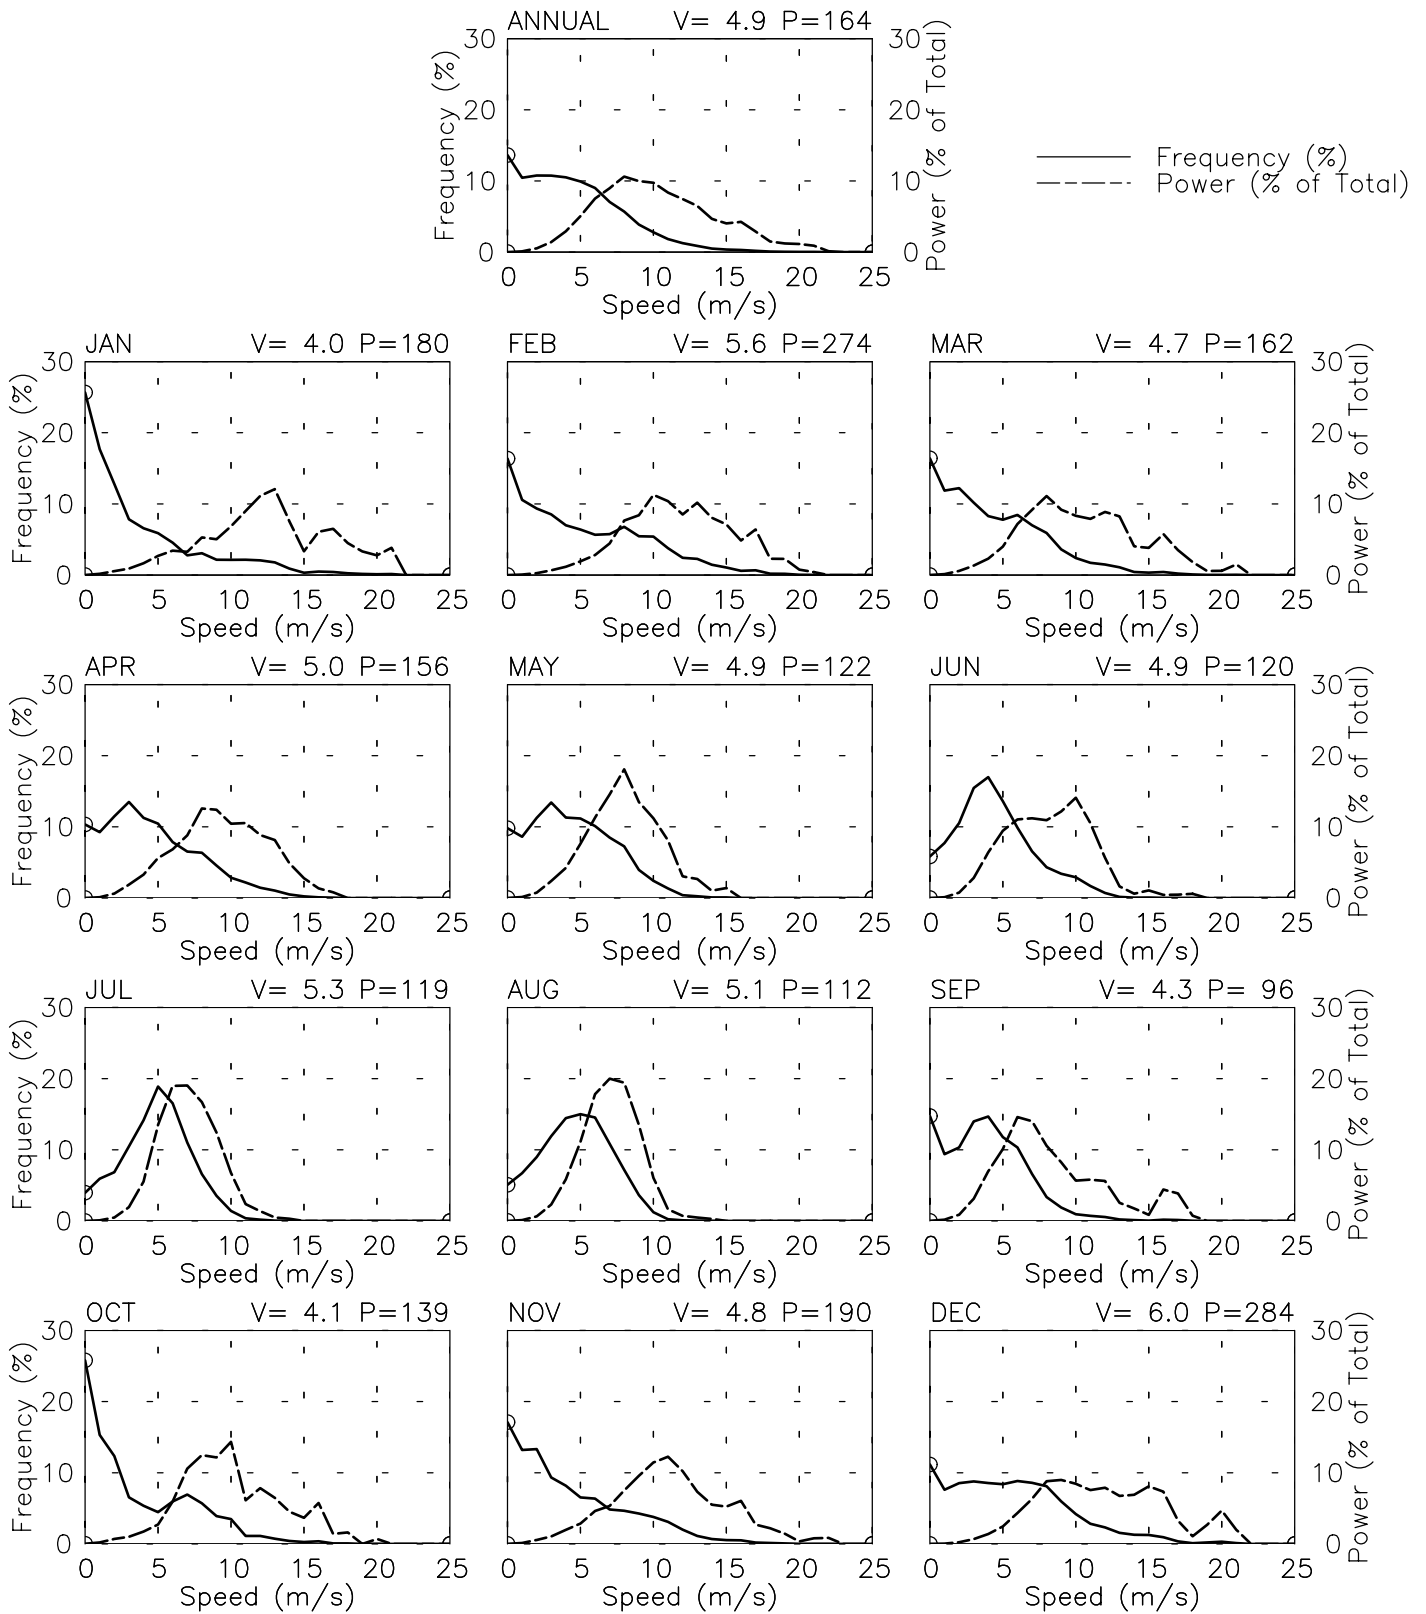 ANNUAL V= 4.9 P=164
30 30
20 20
10 10
0 0
0 5 10 15 20 25
Speed (m/s)
Frequency (%)
Power (% of Total)
Frequency (%)
Power (% of Total)
JAN V= 4.0 P=180
FEB V= 5.6 P=274
MAR V= 4.7 P=162
30 30
20 20
10 10
0 0
0 5 10 15 20 25
0 5 10 15 20 25
0 5 10 15 20 25
Speed (m/s)
Speed (m/s)
Speed (m/s)
Frequency (%)
Power (% of Total)
APR V= 5.0 P=156
MAY V= 4.9 P=122
JUN V= 4.9 P=120
30 30
20 20
10 10
0 0
0 5 10 15 20 25
0 5 10 15 20 25
0 5 10 15 20 25
Speed (m/s)
Speed (m/s)
Speed (m/s)
Frequency (%)
Power (% of Total)
JUL V= 5.3 P=119
AUG V= 5.1 P=112
SEP V= 4.3 P= 96
30 30
20 20
10 10
0 0
0 5 10 15 20 25
0 5 10 15 20 25
0 5 10 15 20 25
Speed (m/s)
Speed (m/s)
Speed (m/s)
Frequency (%)
Power (% of Total)
OCT V= 4.1 P=139
NOV V= 4.8 P=190
DEC V= 6.0 P=284
30 30
20 20
10 10
0 0
0 5 10 15 20 25
0 5 10 15 20 25
0 5 10 15 20 25
Speed (m/s)
Speed (m/s)
Speed (m/s)
Frequency (%)
Power (% of Total)